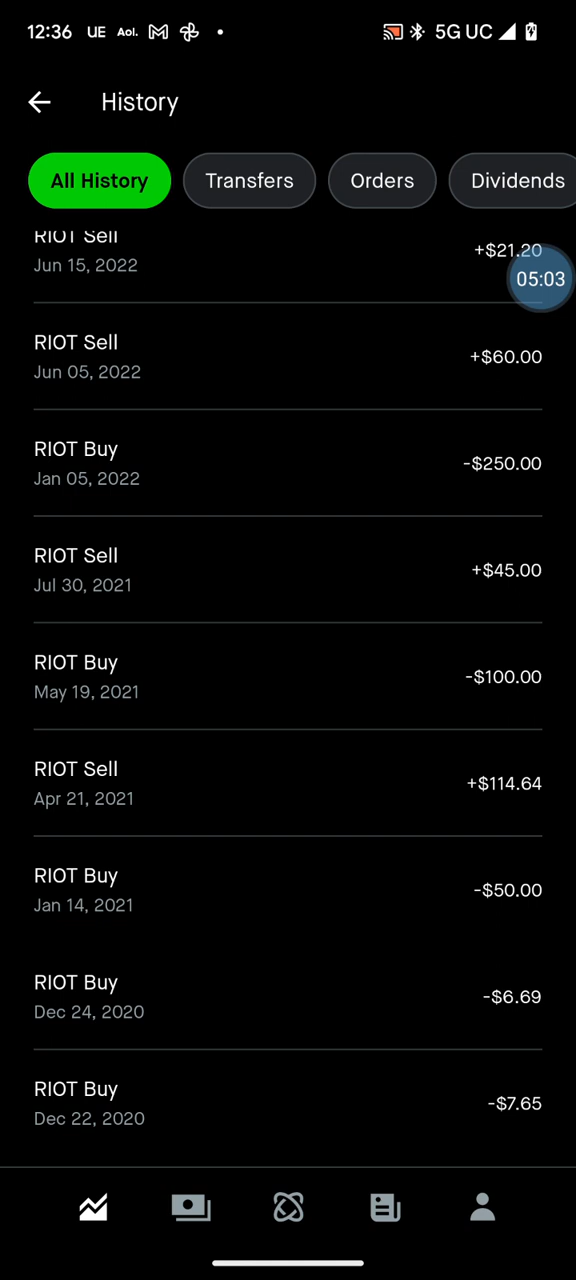 12:36 UE Aol. 5G UC
History
All History Transfers Orders Dividends
RIOT Sell
+$21.20
Jun 15, 2022
05:03
RIOT Sell
+$60.00
Jun 05, 2022
RIOT Buy
-$250.00
Jan 05, 2022
RIOT Sell
+$45.00
Jul 30, 2021
RIOT Buy
-$100.00
May 19, 2021
RIOT Sell
+$114.64
Apr 21, 2021
RIOT Buy
-$50.00
Jan 14, 2021
RIOT Buy
-$6.69
Dec 24, 2020
RIOT Buy
-$7.65
Dec 22, 2020